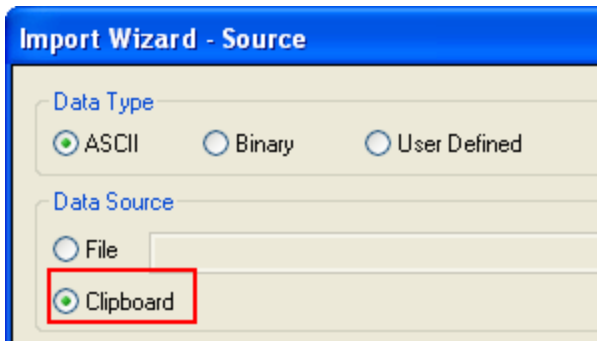 Import Wizard - Source
Data Type
ASCII Binary User Defined
Data Source
File
Clipboard